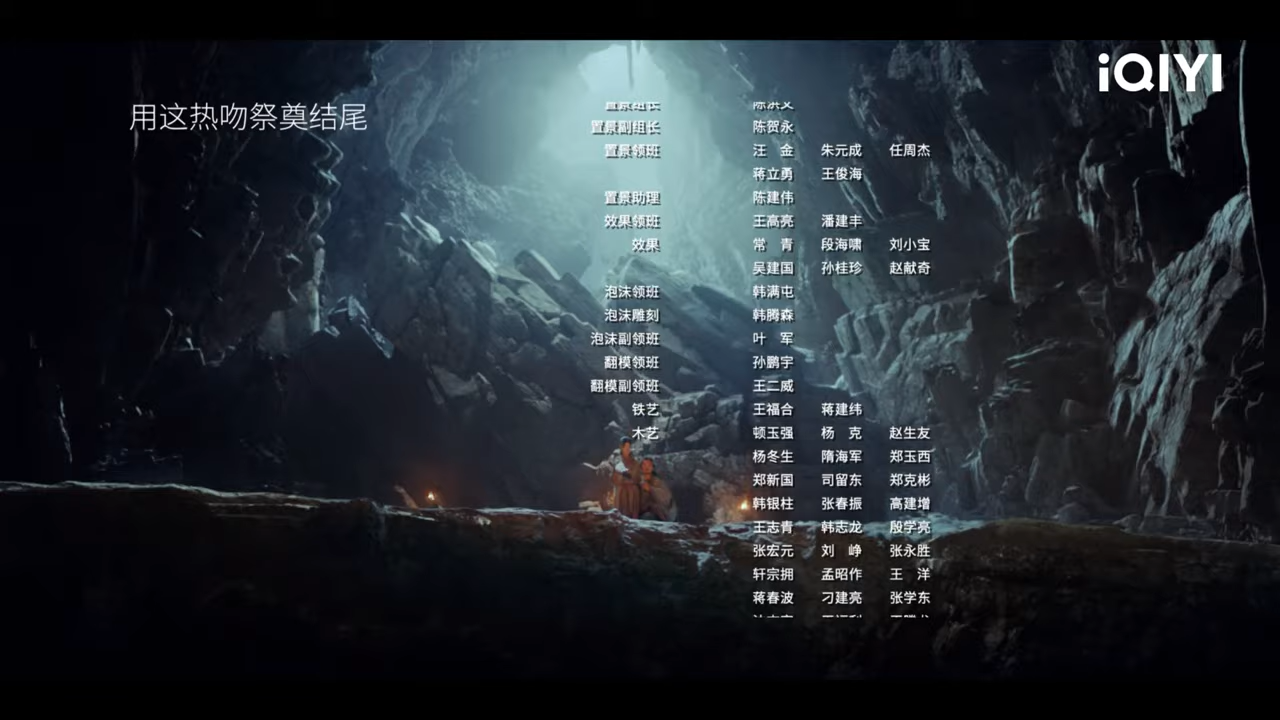 iQIYI
用这热吻祭奠结尾
置景副组长 陈贺永
置景领班 汪 金 朱元成 任周杰
蒋立勇 王俊海
置景助理 陈建伟
效果领班 王高亮 潘建丰
效果 常 青 段海啸 刘小宝
吴建国 孙桂珍 赵献奇
泡沫领班 韩满屯
泡沫雕刻 韩腾森
泡沫副领班 叶 军
翻模领班 孙鹏宇
翻模副领班 王二威
铁艺 王福合 蒋建纬
木艺 顿玉强 杨 克 赵生友
杨冬生 隋海军 郑玉西
郑新国 司留东 郑克彬
韩银柱 张春振 高建增
王志青 韩志龙 殷学亮
张宏元 刘 峥 张永胜
轩宗拥 孟昭作 王 洋
蒋春波 刁建亮 张学东